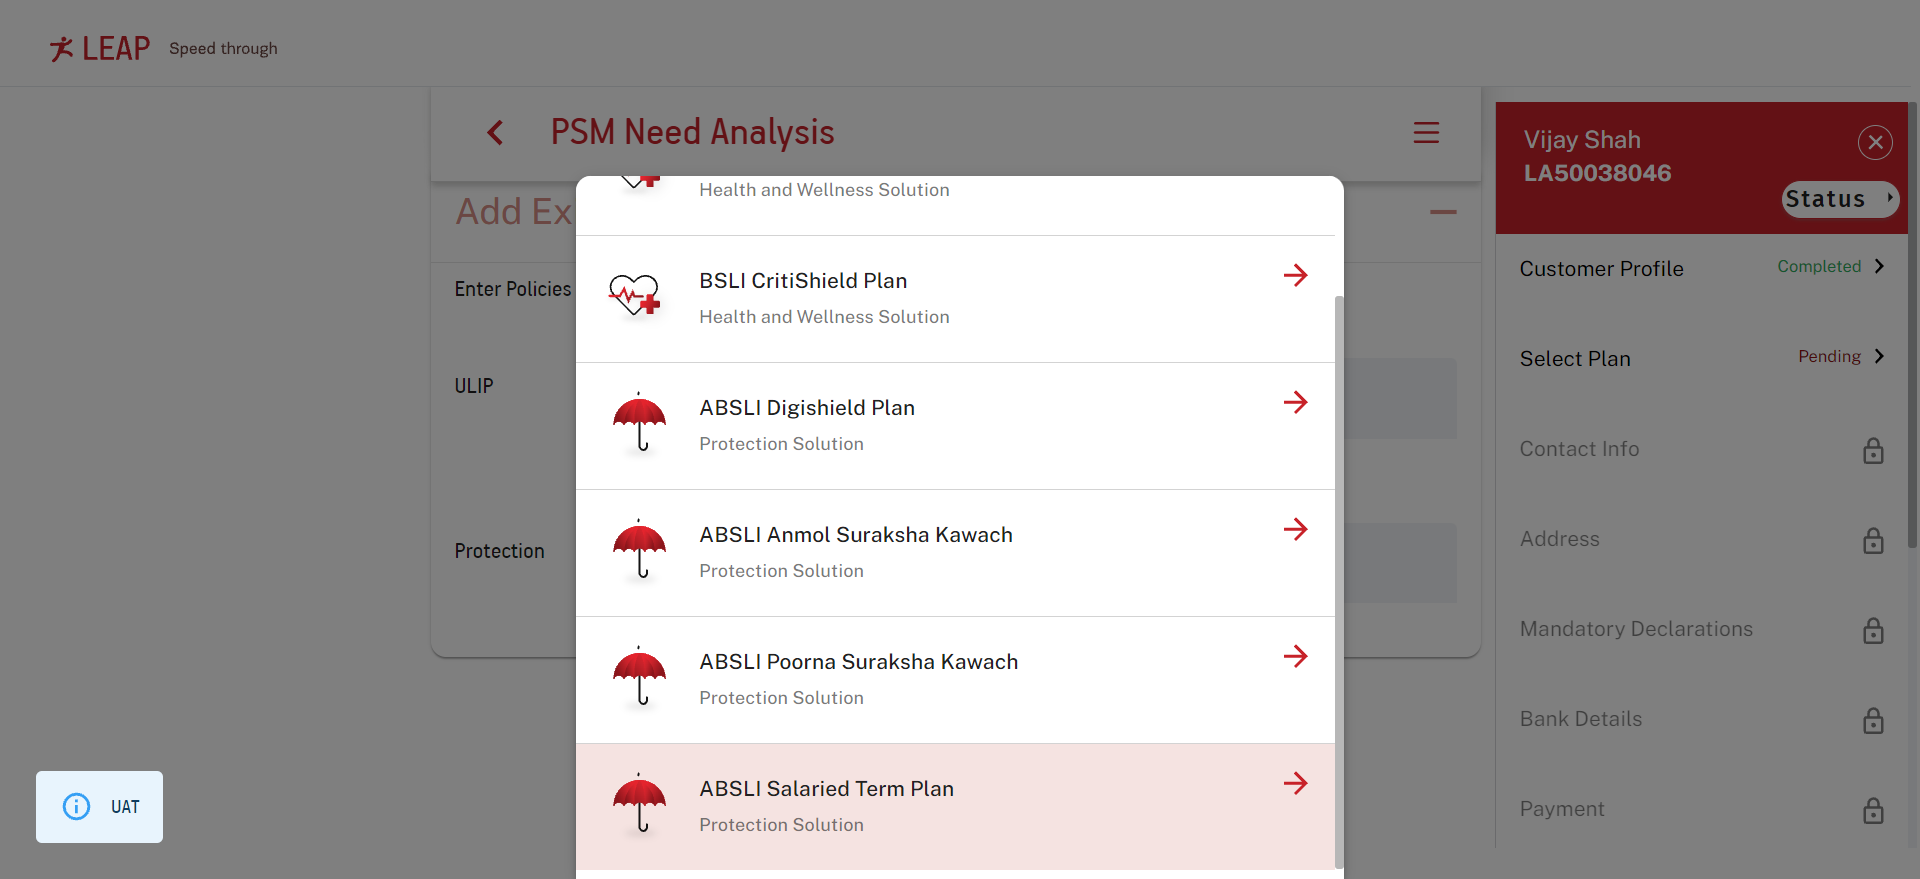 LEAP Speed through
PSM Need Analysis
Add Ex
Enter Policies
ULIP
Protection
Health and Wellness Solution
BSLI CritiShield Plan
Health and Wellness Solution
ABSLI Digishield Plan
Protection Solution
ABSLI Anmol Suraksha Kawach
Protection Solution
ABSLI Poorna Suraksha Kawach
Protection Solution
ABSLI Salaried Term Plan
Protection Solution
Vijay Shah
LA50038046
Status
Customer Profile Completed
Select Plan Pending
Contact Info
Address
Mandatory Declarations
Bank Details
Payment
UAT